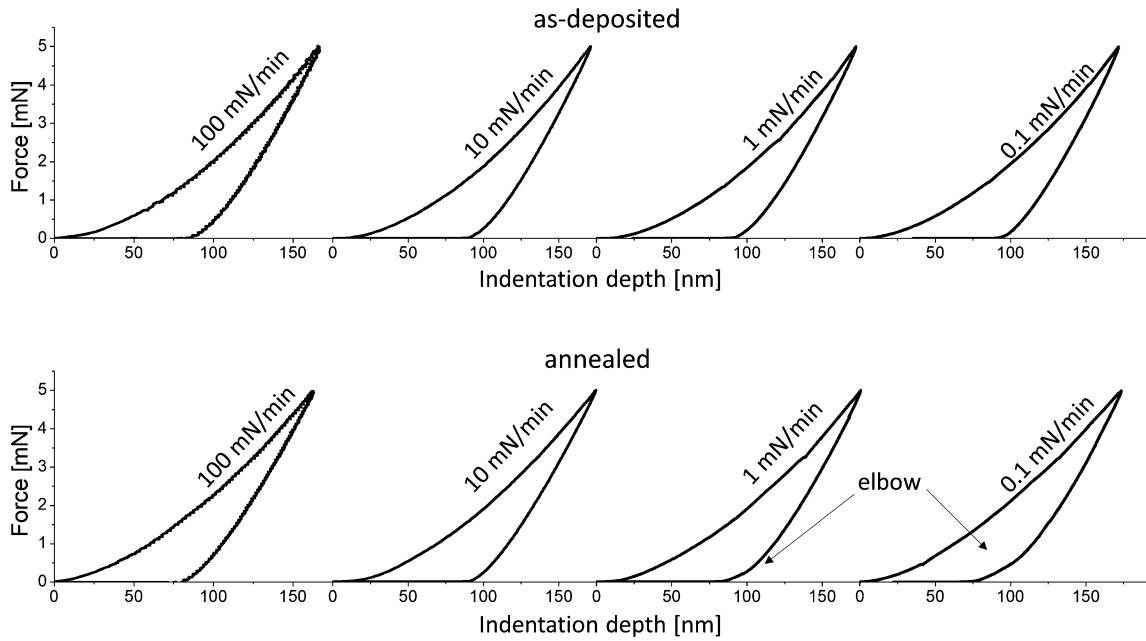 as-deposited
5
4
3
2
1
0
Force [mN]
100 mN/min
10 mN/min
1 mN/min
0.1 mN/min
0 50 100 150 0 50 100 150 0 50 100 150 0 50 100 150
Indentation depth [nm]
annealed
5
4
3
2
1
0
Force [mN]
100 mN/min
10 mN/min
1 mN/min
0.1 mN/min
elbow
0 50 100 150 0 50 100 150 0 50 100 150 0 50 100 150
Indentation depth [nm]